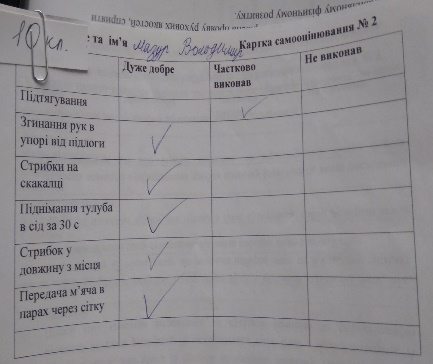 10 кл.
та ім'я Мазур Володимир Картка самооцінювання № 2
Дуже добре Частково виконав Не виконав
Підтягування ✓
Згинання рук в
упорі від підлоги ✓
Стрибки на
скакалці ✓
Піднімання тулуба
в сід за 30 с ✓
Стрибок у
довжину з місця ✓
Передача м'яча в
парах через сітку ✓